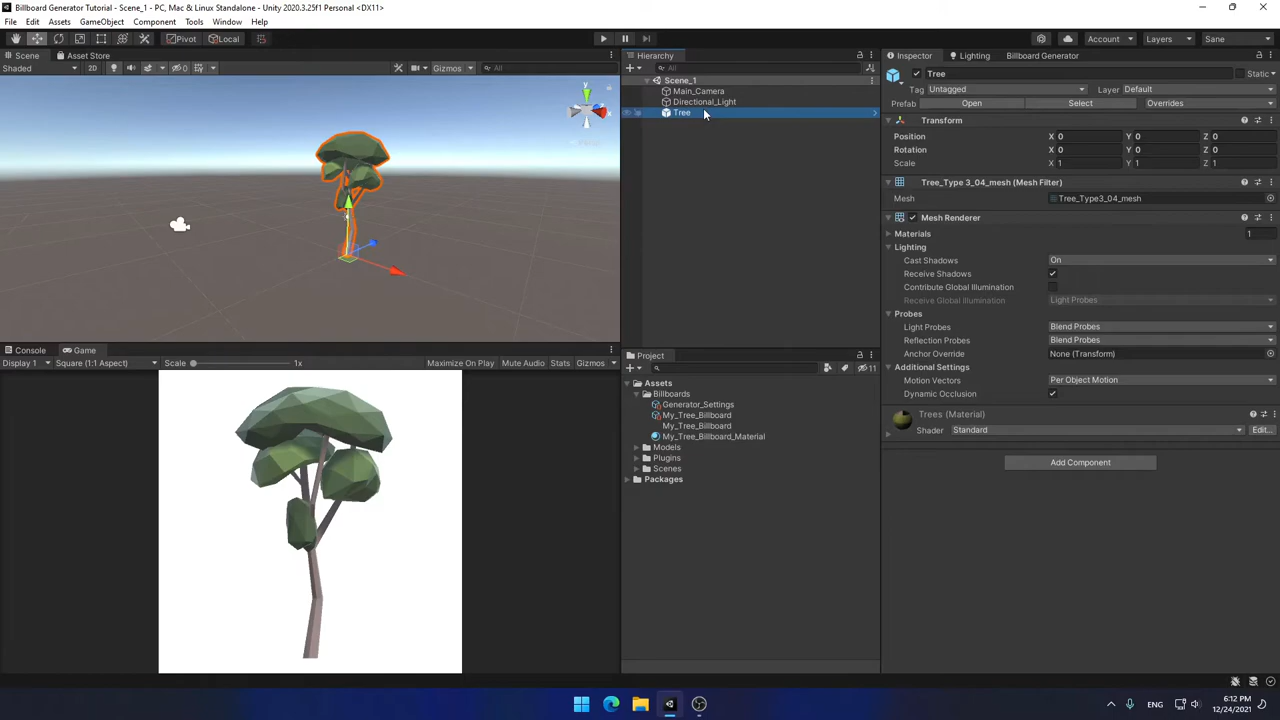 Billboard Generator Tutorial - Scene_1 - PC, Mac & Linux Standalone - Unity 2020.3.25f1 Personal <DX11>
File Edit Assets GameObject Component Tools Window Help
Pivot Local Account Layers Sane
Scene Asset Store
Shaded 2D 0 Gizmos All
Console Game
Display 1 Square (1:1 Aspect) Scale 1x Maximize On Play Mute Audio Stats Gizmos
Hierarchy
All
Scene_1
Main_Camera
Directional_Light
Tree
Project
11
Assets
Billboards
Generator_Settings
My_Tree_Billboard
My_Tree_Billboard
My_Tree_Billboard_Material
Models
Plugins
Scenes
Packages
Inspector Lighting Billboard Generator
Tree Static
Tag Untagged Layer Default
Prefab Open Select Overrides
Transform
Position X 0 Y 0 Z 0
Rotation X 0 Y 0 Z 0
Scale X 1 Y 1 Z 1
Tree_Type 3_04_mesh (Mesh Filter)
Mesh Tree_Type3_04_mesh
Mesh Renderer
Materials 1
Lighting
Cast Shadows On
Receive Shadows
Contribute Global Illumination
Receive Global Illumination Light Probes
Probes
Light Probes Blend Probes
Reflection Probes Blend Probes
Anchor Override None (Transform)
Additional Settings
Motion Vectors Per Object Motion
Dynamic Occlusion
Trees (Material)
Shader Standard Edit...
Add Component
ENG 6:12 PM
12/24/2021